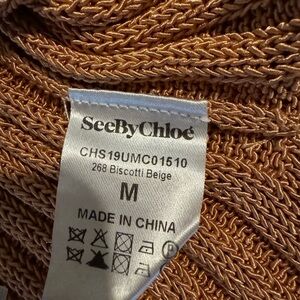 SeeByChloé
CHS19UMC01510
268 Biscotti Beige
M
MADE IN CHINA